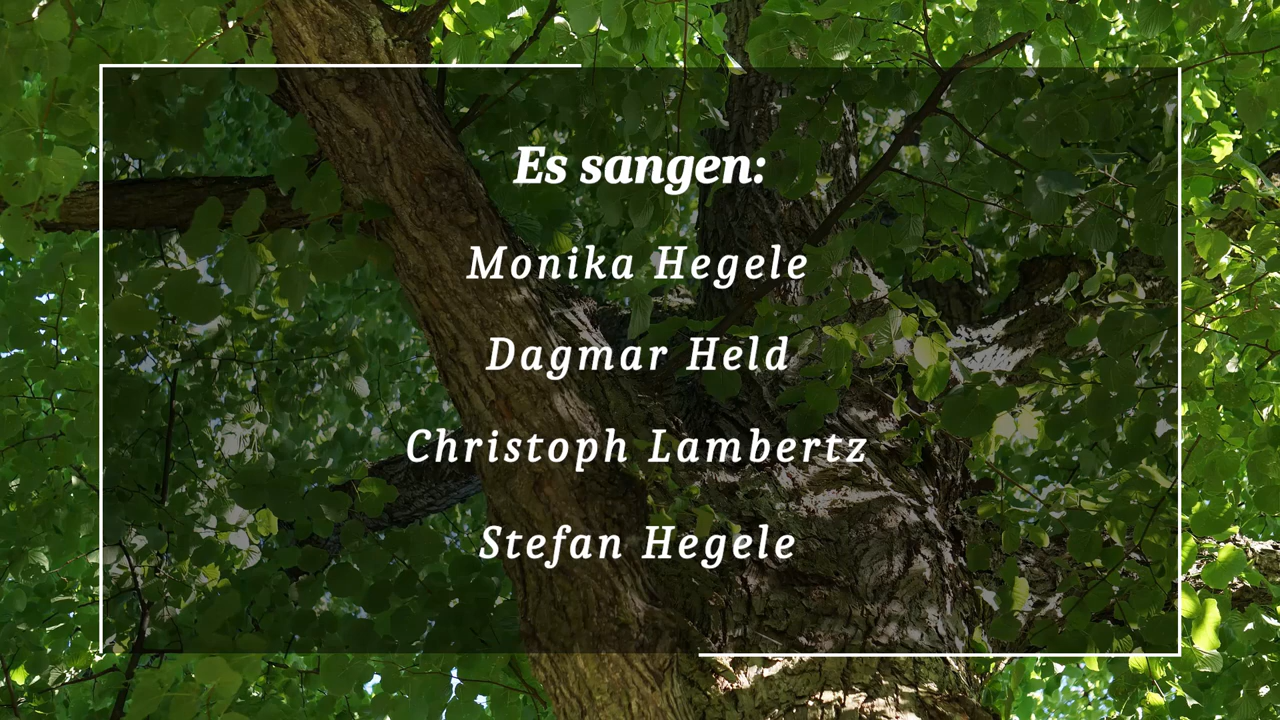 Es sangen:
Monika Hegele
Dagmar Held
Christoph Lambertz
Stefan Hegele